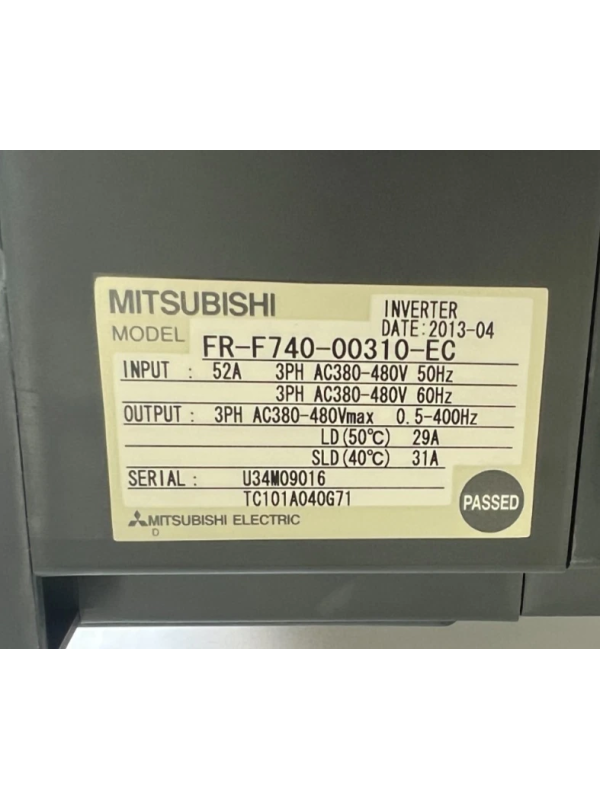 MITSUBISHI
INVERTER
DATE:2013-04
MODEL FR-F740-00310-EC
INPUT : 52A 3PH AC380-480V 50Hz
3PH AC380-480V 60Hz
OUTPUT : 3PH AC380-480Vmax 0.5-400Hz
LD(50℃) 29A
SLD(40℃) 31A
SERIAL : U34M09016
TC101A040G71
PASSED
MITSUBISHI ELECTRIC
D